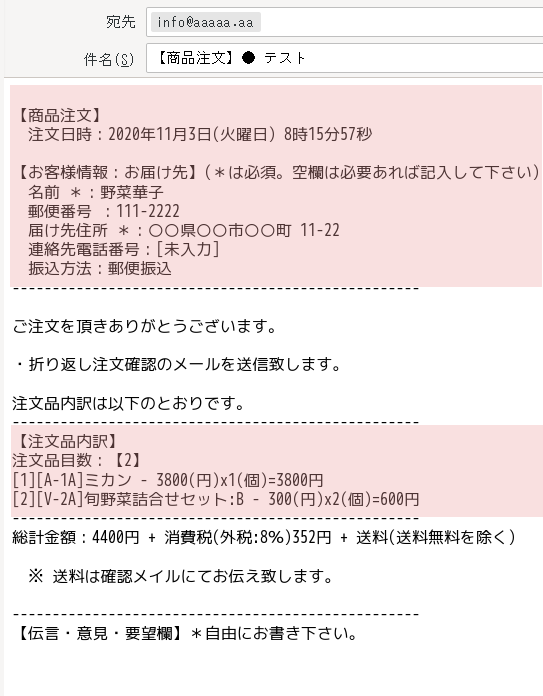 宛先 info@aaaaa.aa
件名(S) 【商品注文】● テスト
【商品注文】
注文日時：2020年11月3日(火曜日) 8時15分57秒
【お客様情報：お届け先】(＊は必須。空欄は必要あれば記入して下さい)
名前 ＊：野菜華子
郵便番号 ：111-2222
届け先住所 ＊：〇〇県〇〇市〇〇町 11-22
連絡先電話番号：[未入力]
振込方法：郵便振込
---------------------------------------------------
ご注文を頂きありがとうございます。
・折り返し注文確認のメールを送信致します。
注文品内訳は以下のとおりです。
---------------------------------------------------
【注文品内訳】
注文品目数：【2】
[1][A-1A]ミカン - 3800(円)x1(個)=3800円
[2][V-2A]旬野菜詰合せセット:B - 300(円)x2(個)=600円
---------------------------------------------------
総計金額：4400円 + 消費税(外税:8%)352円 + 送料(送料無料を除く)
※ 送料は確認メイルにてお伝え致します。
---------------------------------------------------
【伝言・意見・要望欄】＊自由にお書き下さい。